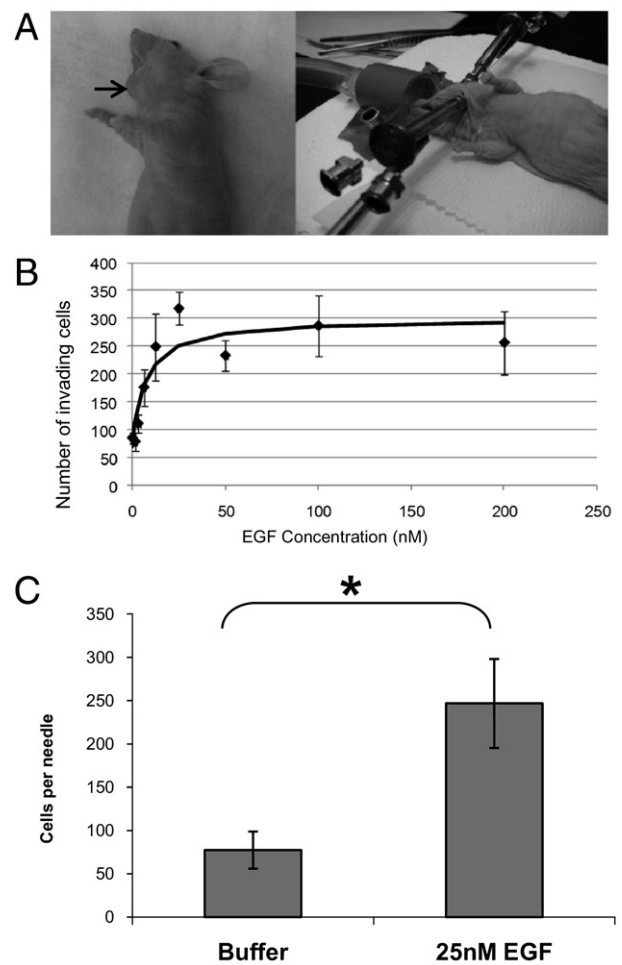 A
B
400
350
300
250
200
150
100
50
0
Number of invading cells
0 50 100 150 200 250
EGF Concentration (nM)
C
*
350
300
250
200
150
100
50
0
Cells per needle
Buffer 25nM EGF